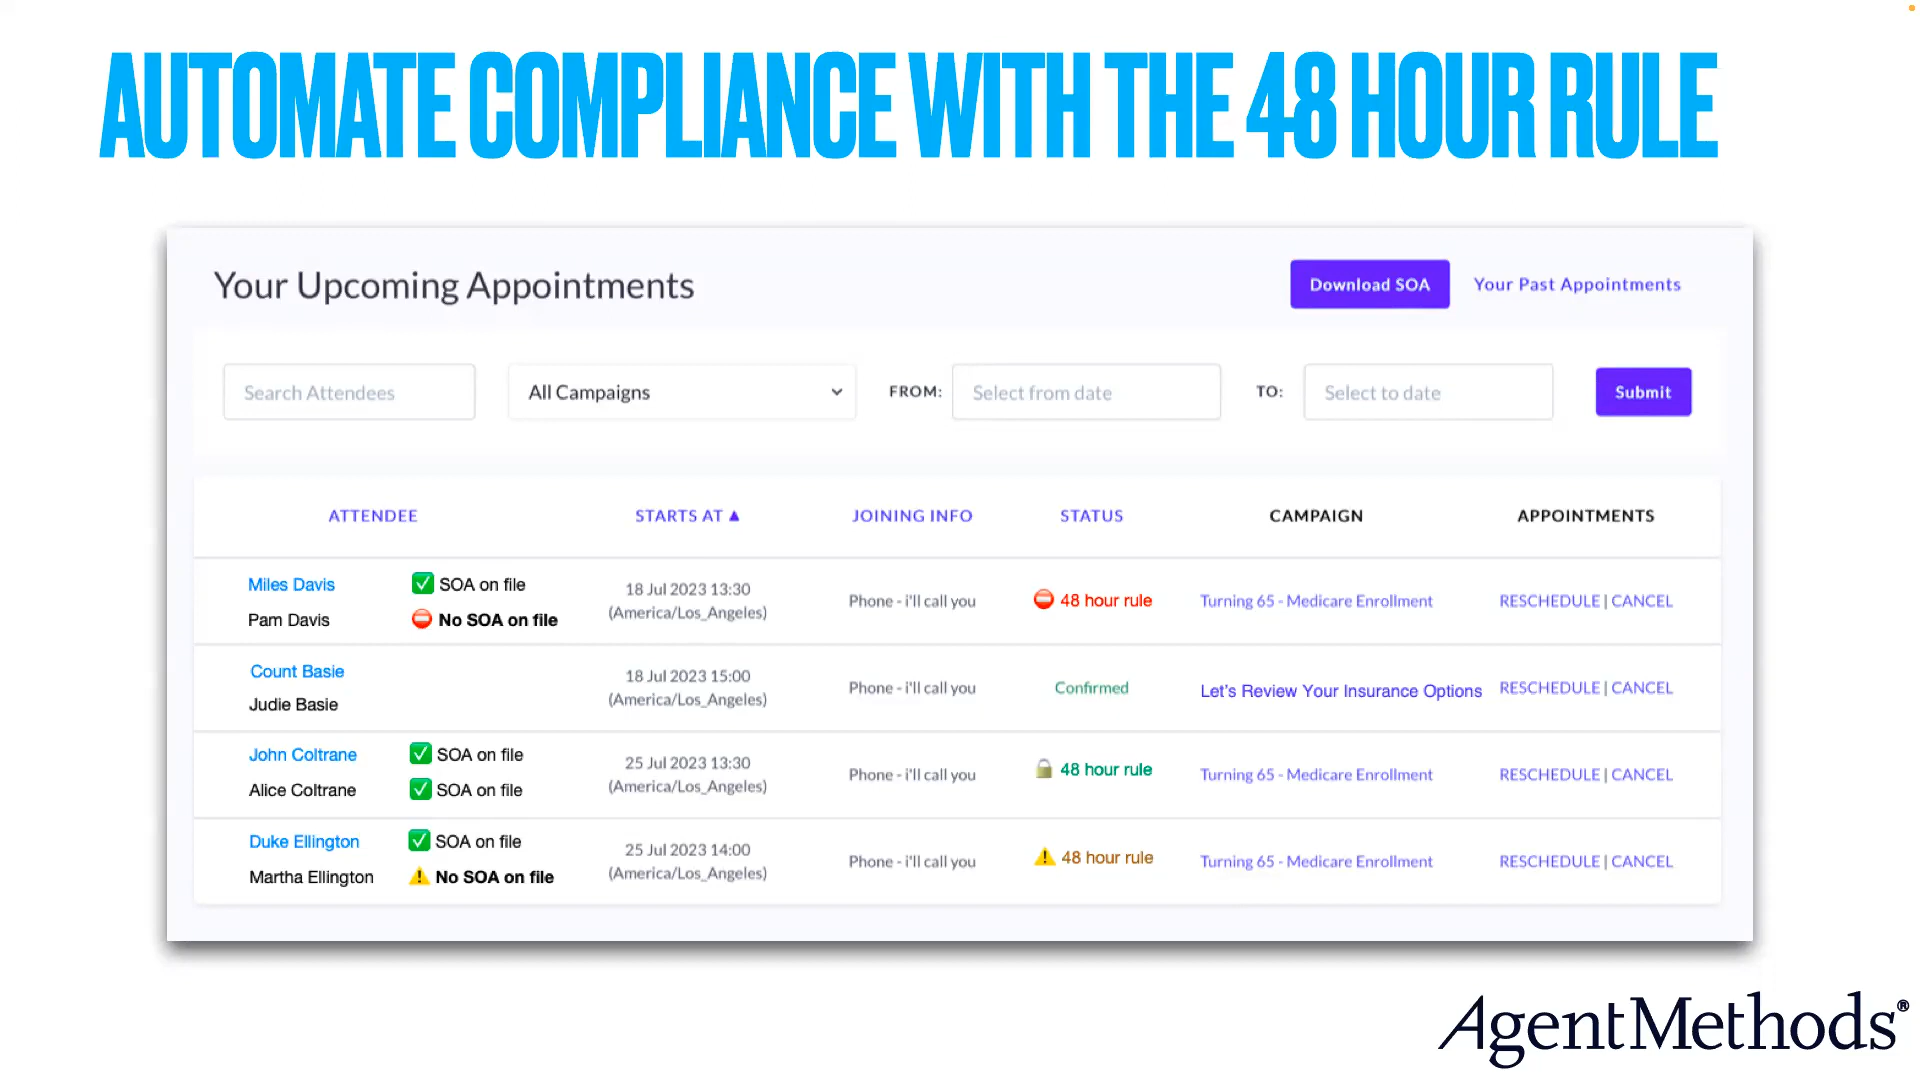 AUTOMATE COMPLIANCE WITH THE 48 HOUR RULE
Your Upcoming Appointments
Download SOA
Your Past Appointments
Search Attendees
All Campaigns
FROM:
Select from date
TO:
Select to date
Submit
ATTENDEE
STARTS AT ▲
JOINING INFO
STATUS
CAMPAIGN
APPOINTMENTS
Miles Davis
✅ SOA on file
Pam Davis
⛔ No SOA on file
18 Jul 2023 13:30
(America/Los_Angeles)
Phone - i'll call you
⛔ 48 hour rule
Turning 65 - Medicare Enrollment
RESCHEDULE | CANCEL
Count Basie
Judie Basie
18 Jul 2023 15:00
(America/Los_Angeles)
Phone - i'll call you
Confirmed
Let's Review Your Insurance Options
RESCHEDULE | CANCEL
John Coltrane
✅ SOA on file
Alice Coltrane
✅ SOA on file
25 Jul 2023 13:30
(America/Los_Angeles)
Phone - i'll call you
🔒 48 hour rule
Turning 65 - Medicare Enrollment
RESCHEDULE | CANCEL
Duke Ellington
✅ SOA on file
Martha Ellington
⚠️ No SOA on file
25 Jul 2023 14:00
(America/Los_Angeles)
Phone - i'll call you
⚠️ 48 hour rule
Turning 65 - Medicare Enrollment
RESCHEDULE | CANCEL
AgentMethods®